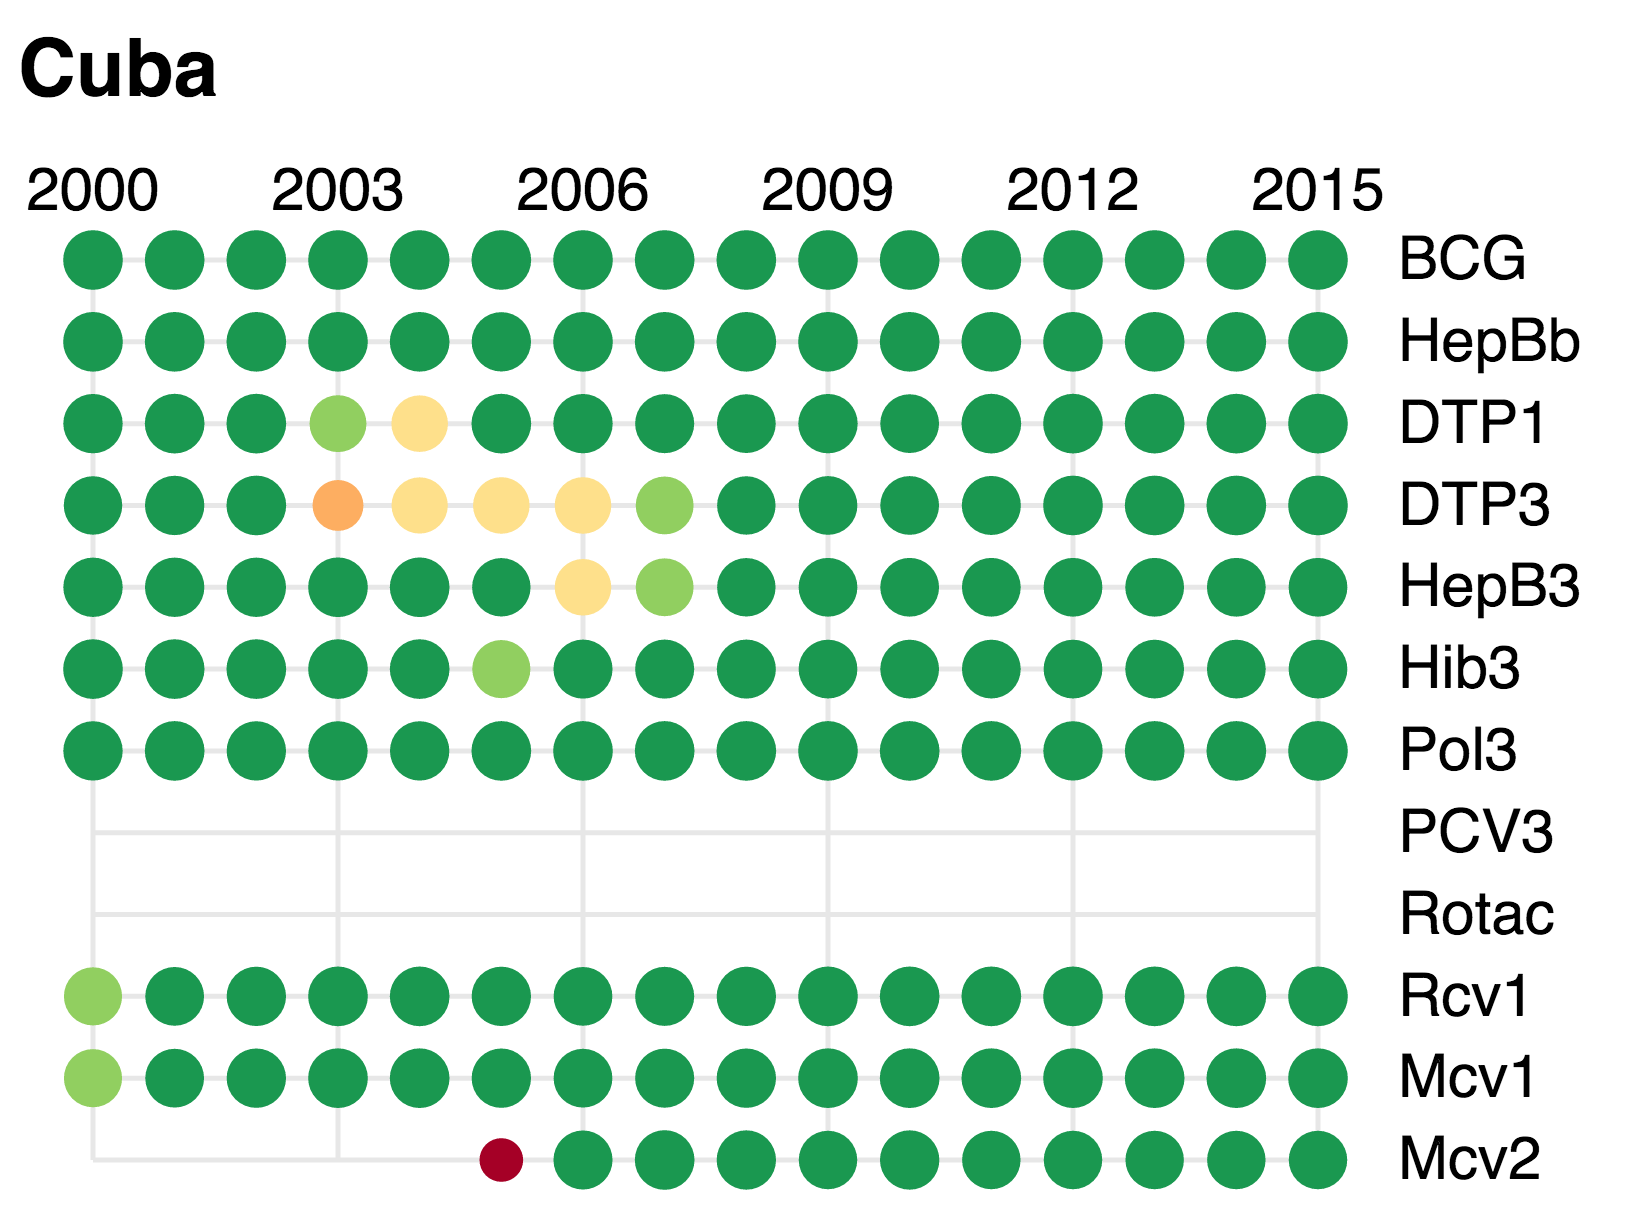 Cuba
2000 2003 2006 2009 2012 2015
BCG
HepBb
DTP1
DTP3
HepB3
Hib3
Pol3
PCV3
Rotac
Rcv1
Mcv1
Mcv2